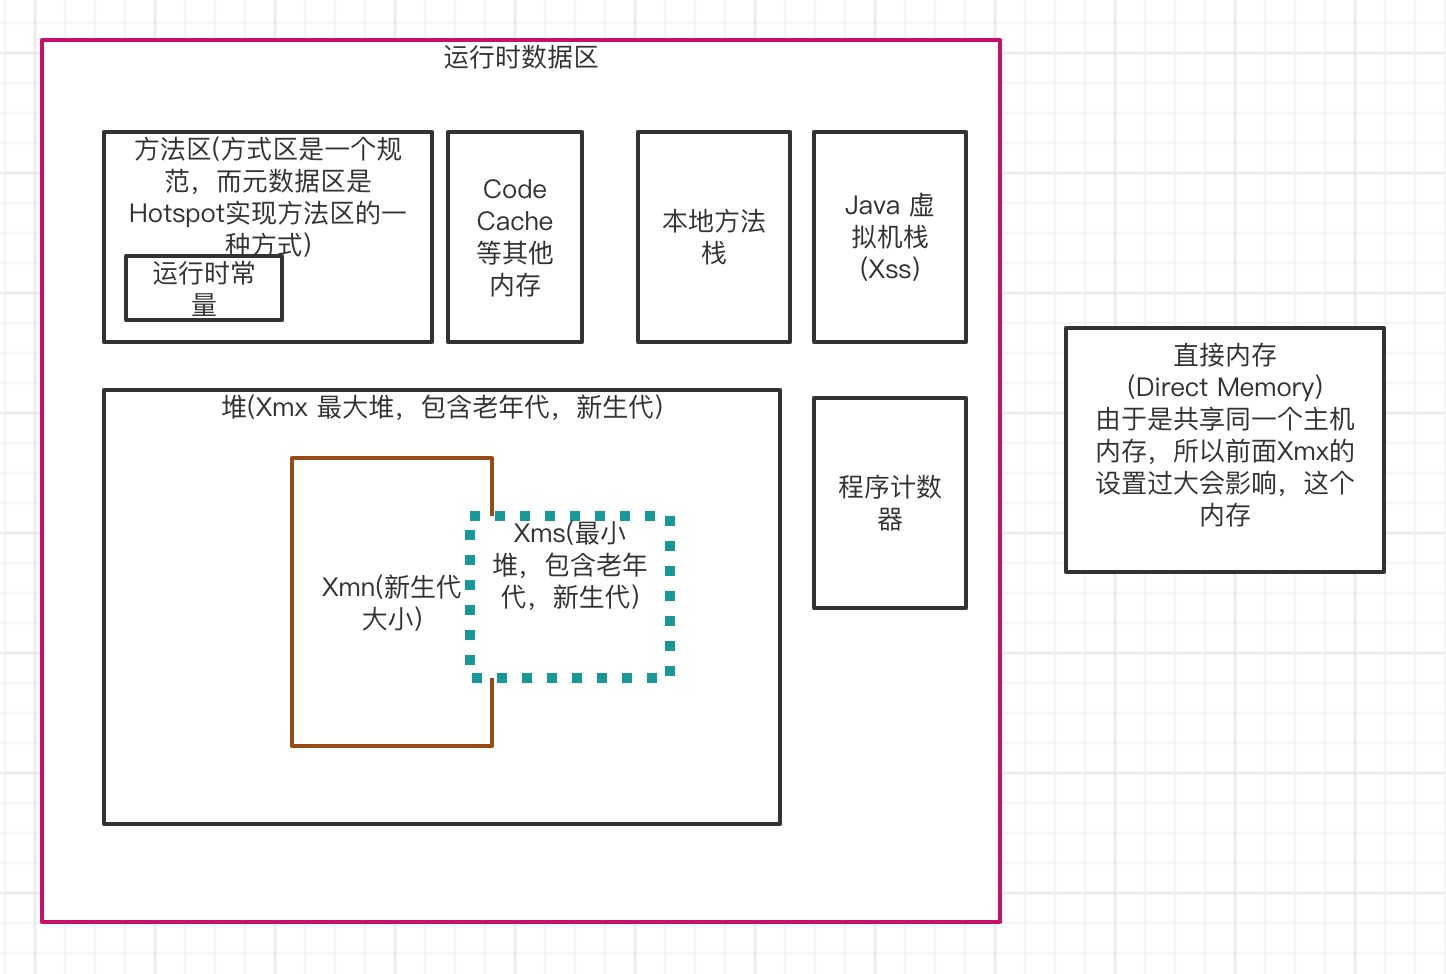 运行时数据区
方法区(方式区是一个规
范，而元数据区是
Hotspot实现方法区的一
种方式)
运行时常
量
Code
Cache
等其他
内存
本地方法
栈
Java 虚
拟机栈
(Xss)
堆(Xmx 最大堆，包含老年代，新生代)
Xmn(新生代
大小)
Xms(最小
堆，包含老年
代，新生代)
程序计数
器
直接内存
(Direct Memory)
由于是共享同一个主机
内存，所以前面Xmx的
设置过大会影响，这个
内存